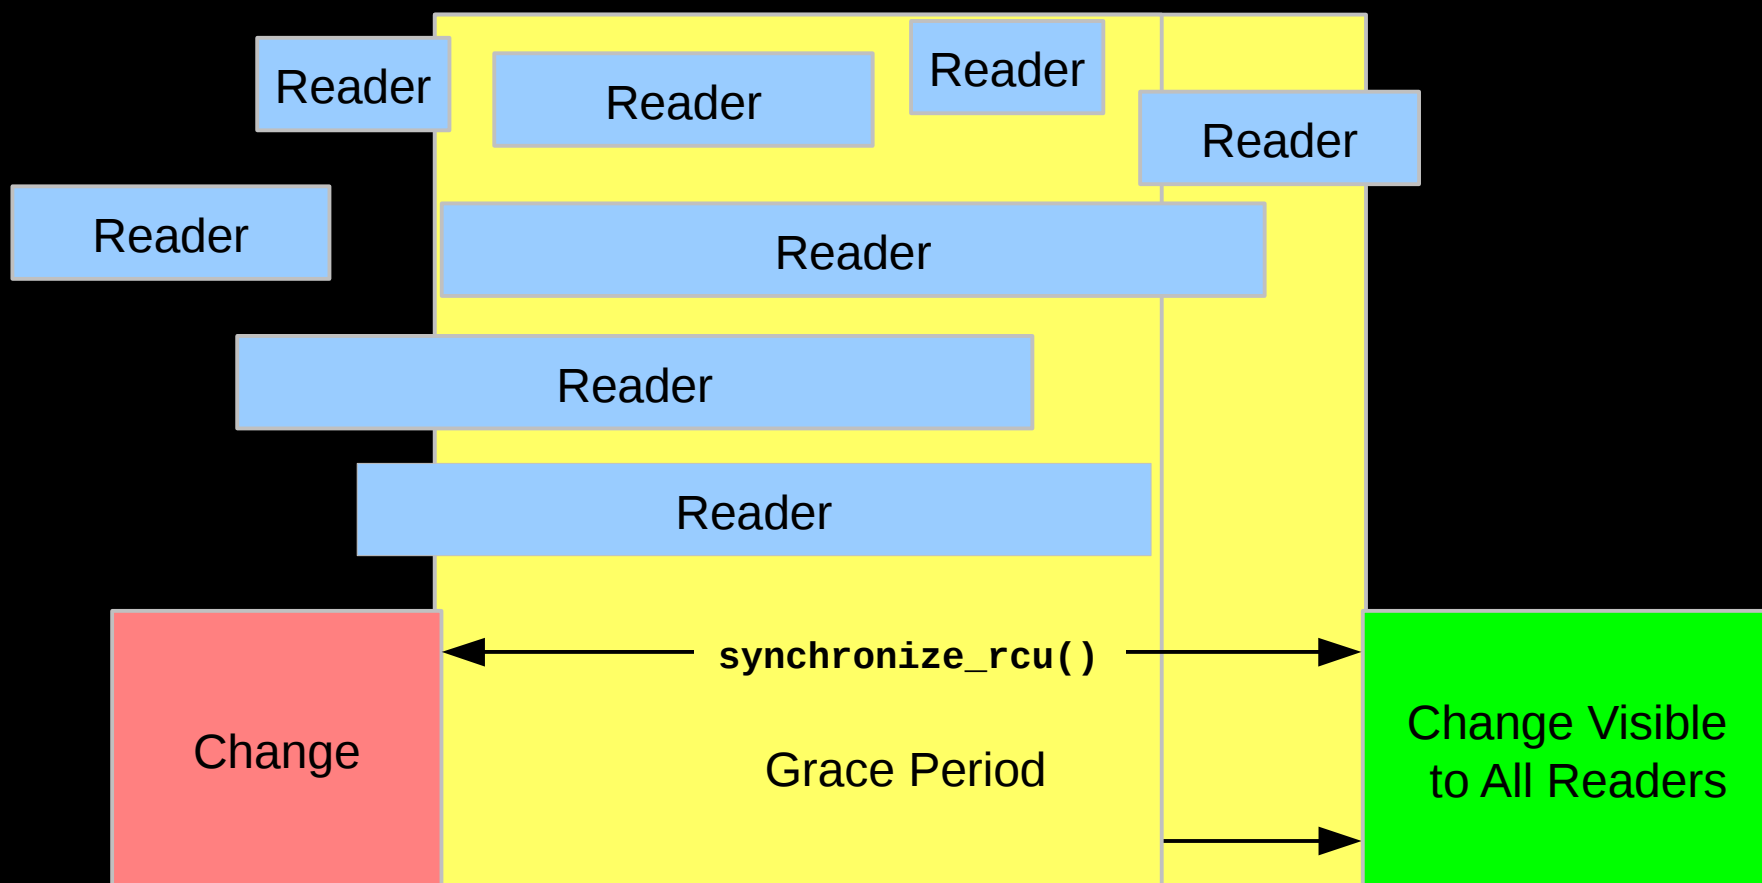 Reader
Reader
Reader
Reader
Reader
Reader
Reader
Reader
synchronize_rcu()
Change
Grace Period
Change Visible
to All Readers